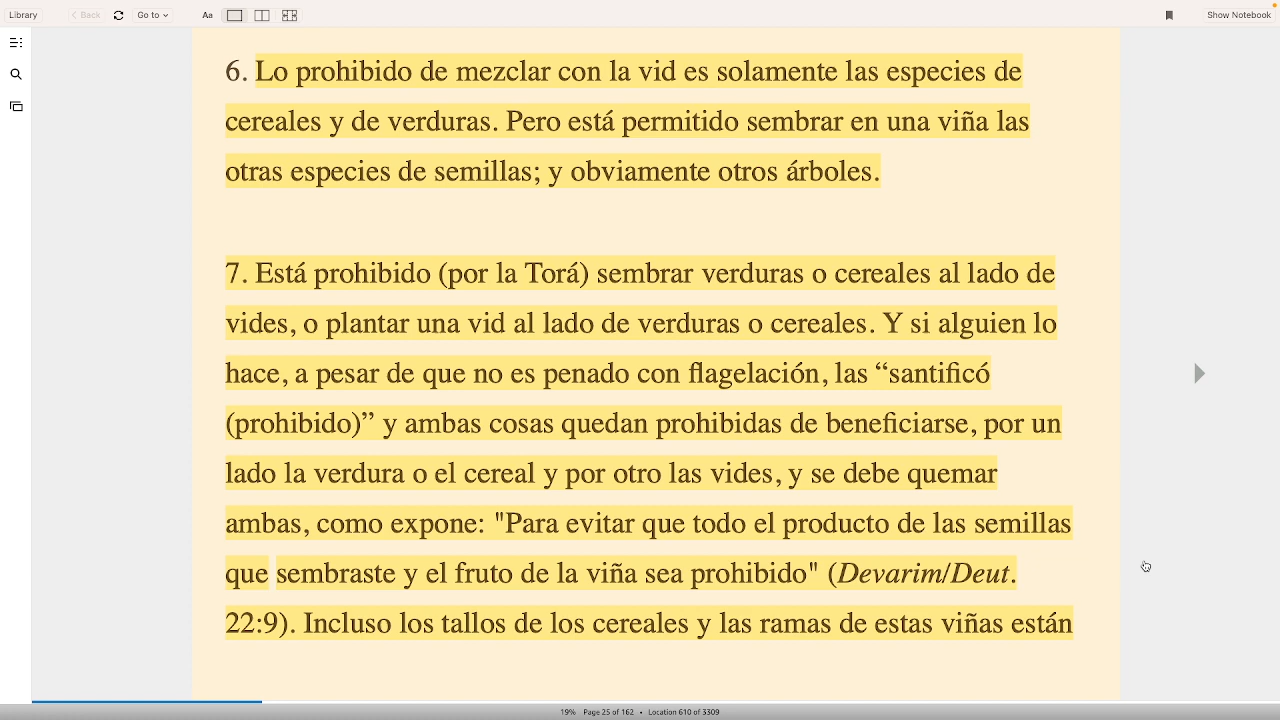 Library
Back
Go to
Aa
Show Notebook
6. Lo prohibido de mezclar con la vid es solamente las especies de
cereales y de verduras. Pero está permitido sembrar en una viña las
otras especies de semillas; y obviamente otros árboles.
7. Está prohibido (por la Torá) sembrar verduras o cereales al lado de
vides, o plantar una vid al lado de verduras o cereales. Y si alguien lo
hace, a pesar de que no es penado con flagelación, las “santificó
(prohibido)” y ambas cosas quedan prohibidas de beneficiarse, por un
lado la verdura o el cereal y por otro las vides, y se debe quemar
ambas, como expone: "Para evitar que todo el producto de las semillas
que sembraste y el fruto de la viña sea prohibido" (Devarim/Deut.
22:9). Incluso los tallos de los cereales y las ramas de estas viñas están
19% Page 25 of 162 • Location 610 of 3309